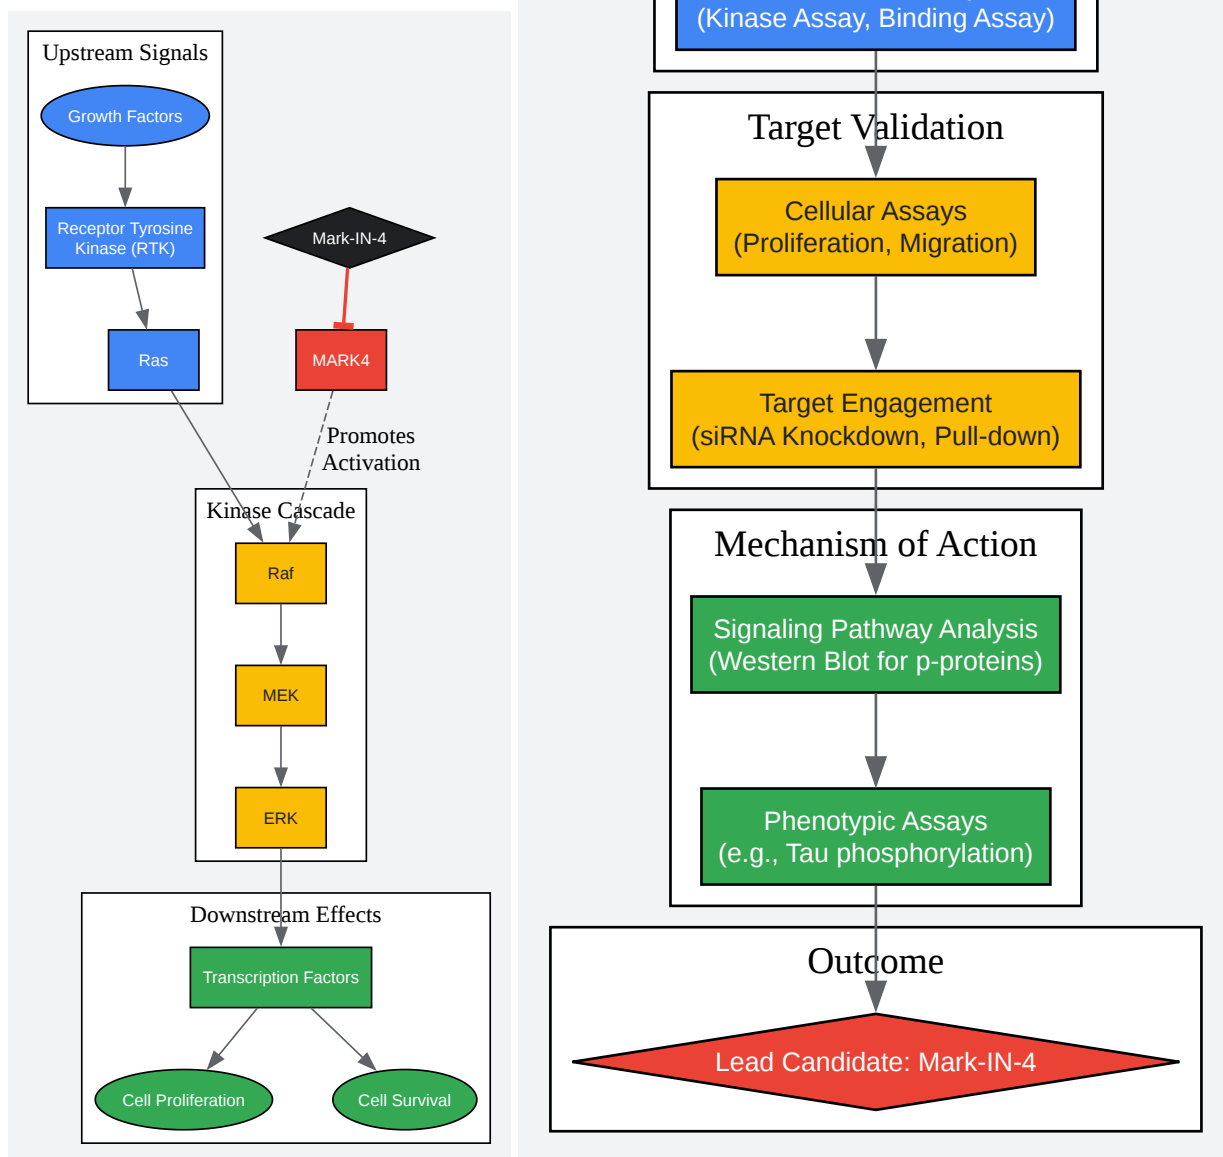 Upstream Signals
Growth Factors
Receptor Tyrosine
Kinase (RTK)
Ras
Mark-IN-4
MARK4
Promotes
Activation
Kinase Cascade
Raf
MEK
ERK
Downstream Effects
Transcription Factors
Cell Proliferation
Cell Survival
(Kinase Assay, Binding Assay)
Target Validation
Cellular Assays
(Proliferation, Migration)
Target Engagement
(siRNA Knockdown, Pull-down)
Mechanism of Action
Signaling Pathway Analysis
(Western Blot for p-proteins)
Phenotypic Assays
(e.g., Tau phosphorylation)
Outcome
Lead Candidate: Mark-IN-4